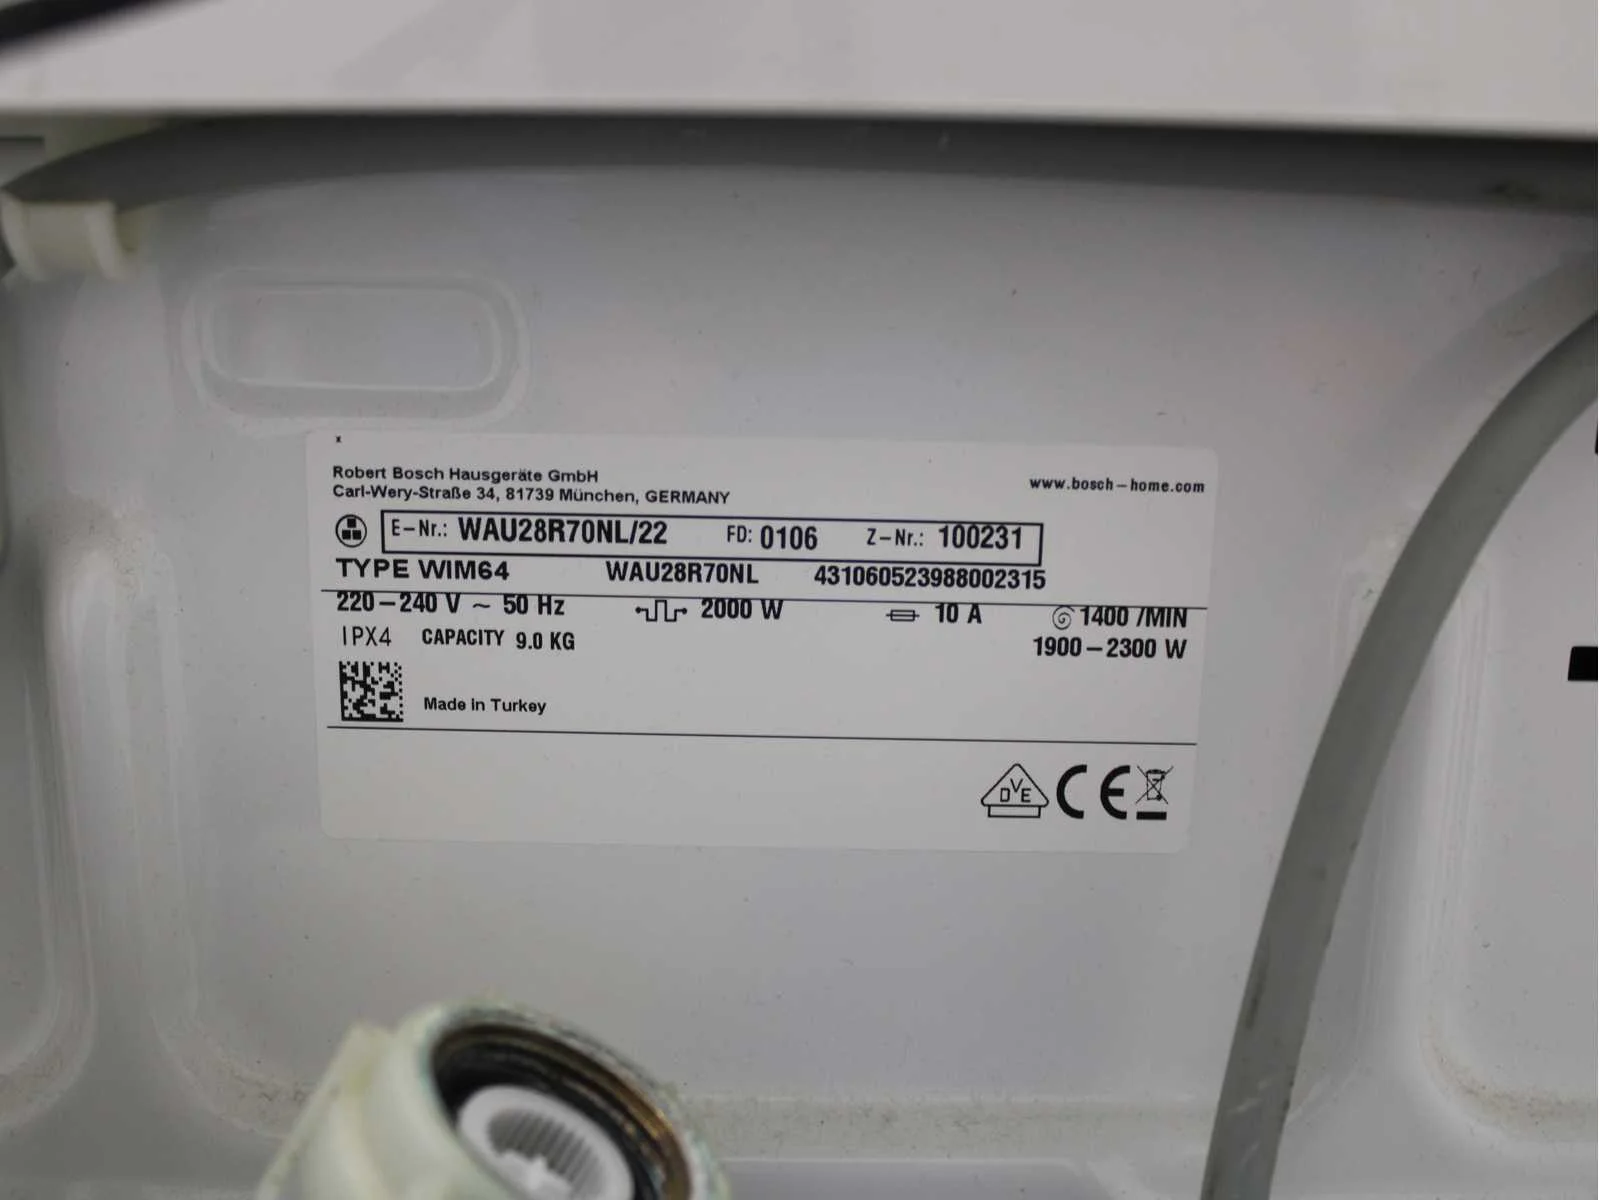 x
Robert Bosch Hausgeräte GmbH
Carl-Wery-Straße 34, 81739 München, GERMANY
www.bosch-home.com
E-Nr.: WAU28R70NL/22 FD: 0106 Z-Nr.: 100231
TYPE WIM64 WAU28R70NL 431060523988002315
220-240 V ~ 50 Hz 2000 W 10 A 1400 /MIN
IPX4 CAPACITY 9.0 KG 1900-2300 W
Made in Turkey
DVE CE